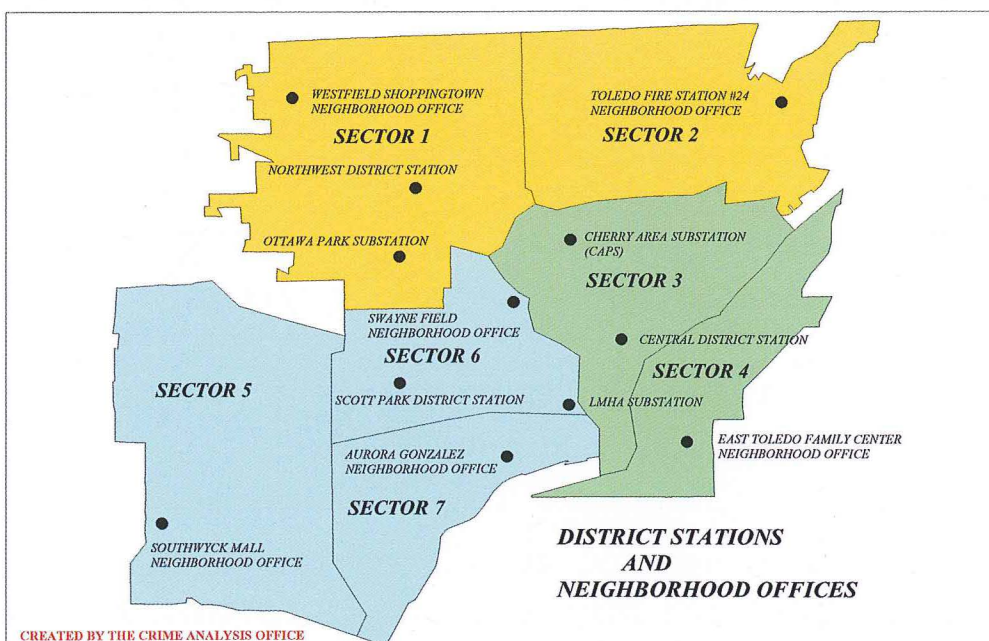 WESTFIELD SHOPPINGTOWN
NEIGHBORHOOD OFFICE
SECTOR 1
TOLEDO FIRE STATION #24
NEIGHBORHOOD OFFICE
SECTOR 2
NORTHWEST DISTRICT STATION
OTTAWA PARK SUBSTATION
CHERRY AREA SUBSTATION
(CAPS)
SECTOR 3
SWAYNE FIELD
NEIGHBORHOOD OFFICE
SECTOR 6
CENTRAL DISTRICT STATION
SECTOR 4
SECTOR 5
SCOTT PARK DISTRICT STATION
LMHA SUBSTATION
EAST TOLEDO FAMILY CENTER
NEIGHBORHOOD OFFICE
AURORA GONZALEZ
NEIGHBORHOOD OFFICE
SECTOR 7
SOUTHWYCK MALL
NEIGHBORHOOD OFFICE
DISTRICT STATIONS
AND
NEIGHBORHOOD OFFICES
CREATED BY THE CRIME ANALYSIS OFFICE